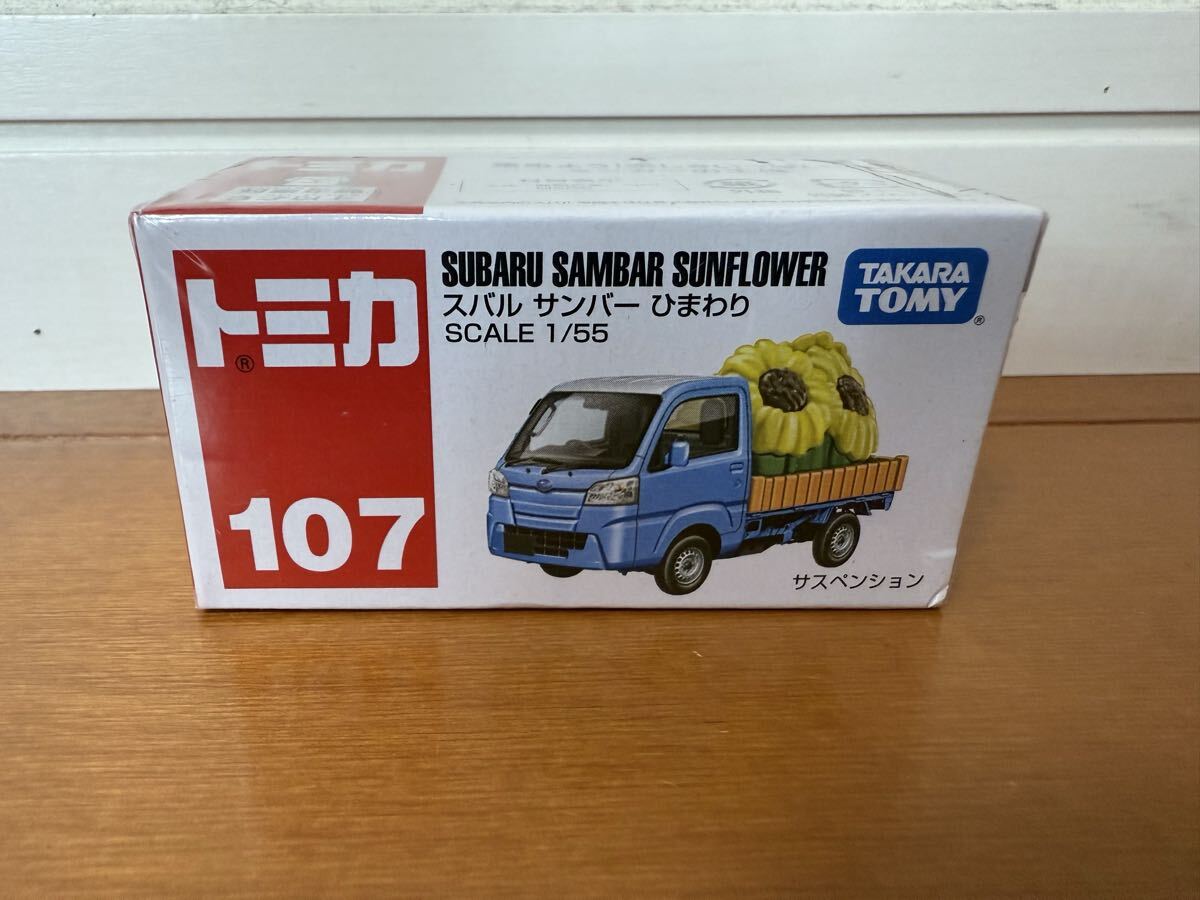 トミカ
®
107
SUBARU SAMBAR SUNFLOWER
スバル サンバー ひまわり
SCALE 1/55
TAKARA
TOMY
®
サスペンション